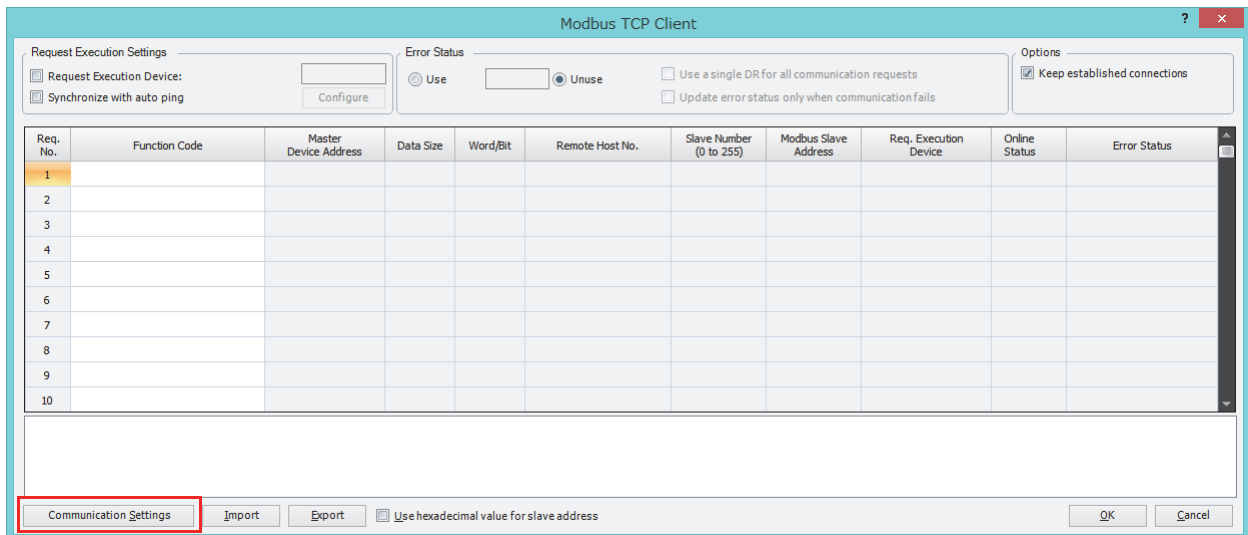 Modbus TCP Client
?
Request Execution Settings
Request Execution Device:
Synchronize with auto ping
Configure
Error Status
Use
Unuse
Use a single DR for all communication requests
Update error status only when communication fails
Options
Keep established connections
Req. No.
Function Code
Master Device Address
Data Size
Word/Bit
Remote Host No.
Slave Number (0 to 255)
Modbus Slave Address
Req. Execution Device
Online Status
Error Status
1
2
3
4
5
6
7
8
9
10
Communication Settings
Import
Export
Use hexadecimal value for slave address
OK
Cancel